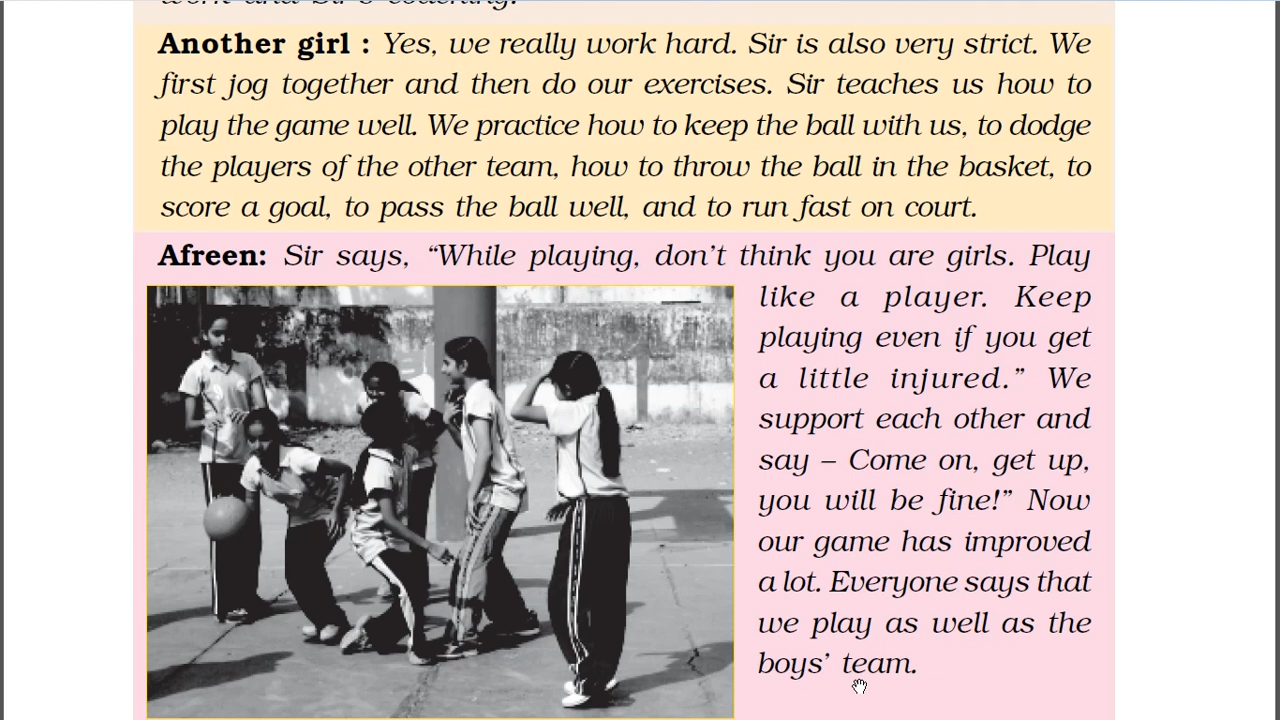 Another girl : Yes, we really work hard. Sir is also very strict. We
first jog together and then do our exercises. Sir teaches us how to
play the game well. We practice how to keep the ball with us, to dodge
the players of the other team, how to throw the ball in the basket, to
score a goal, to pass the ball well, and to run fast on court.
Afreen: Sir says, “While playing, don’t think you are girls. Play
like a player. Keep
playing even if you get
a little injured.” We
support each other and
say – Come on, get up,
you will be fine!” Now
our game has improved
a lot. Everyone says that
we play as well as the
boys’ team.